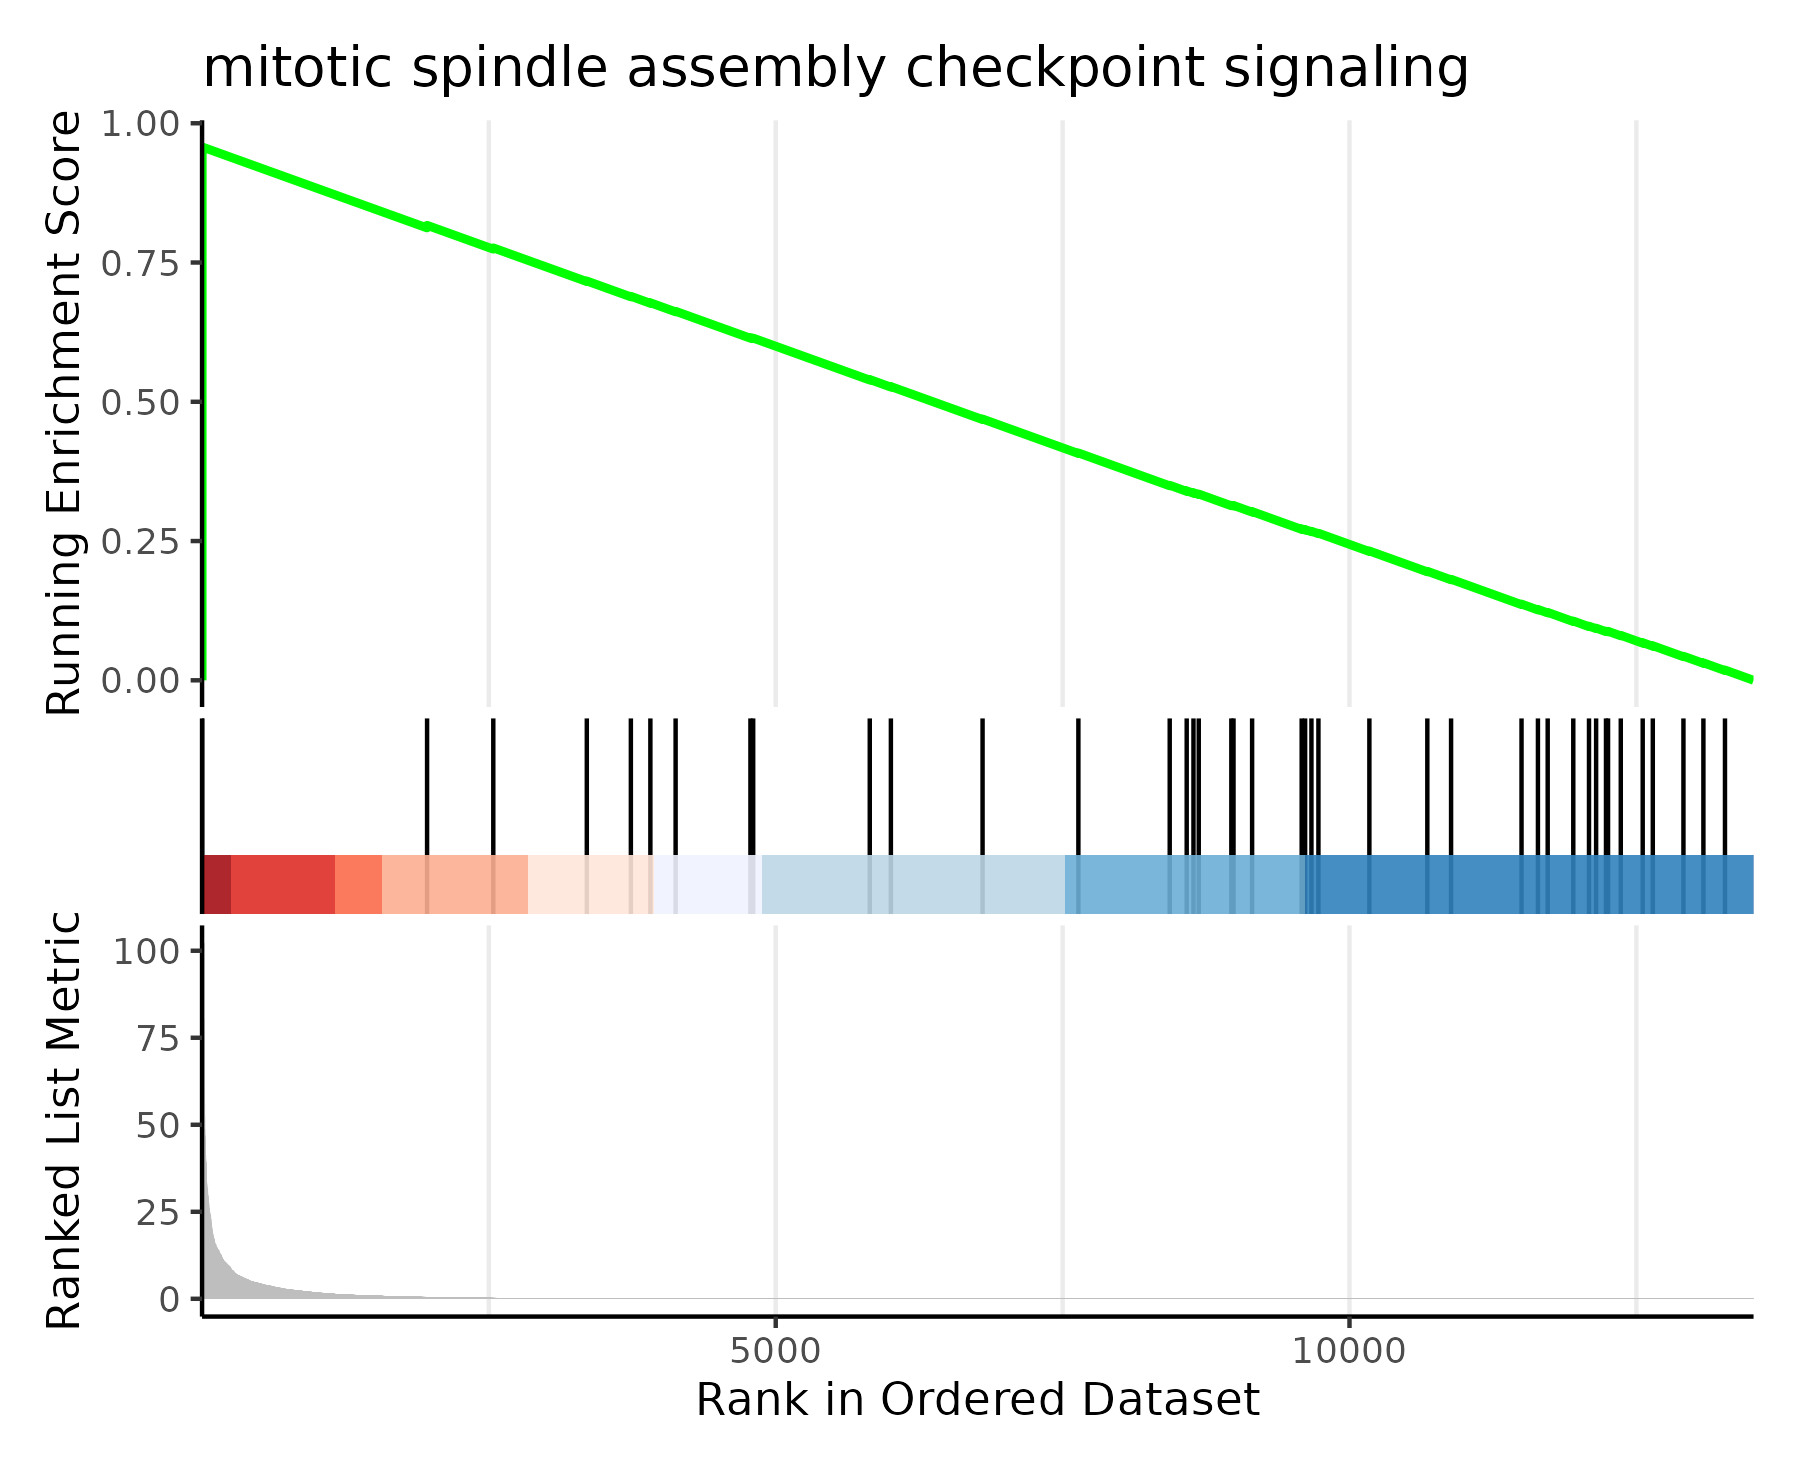 mitotic spindle assembly checkpoint signaling
Running Enrichment Score
1.00
0.75
0.50
0.25
0.00
Ranked List Metric
100
75
50
25
0
5000 10000
Rank in Ordered Dataset